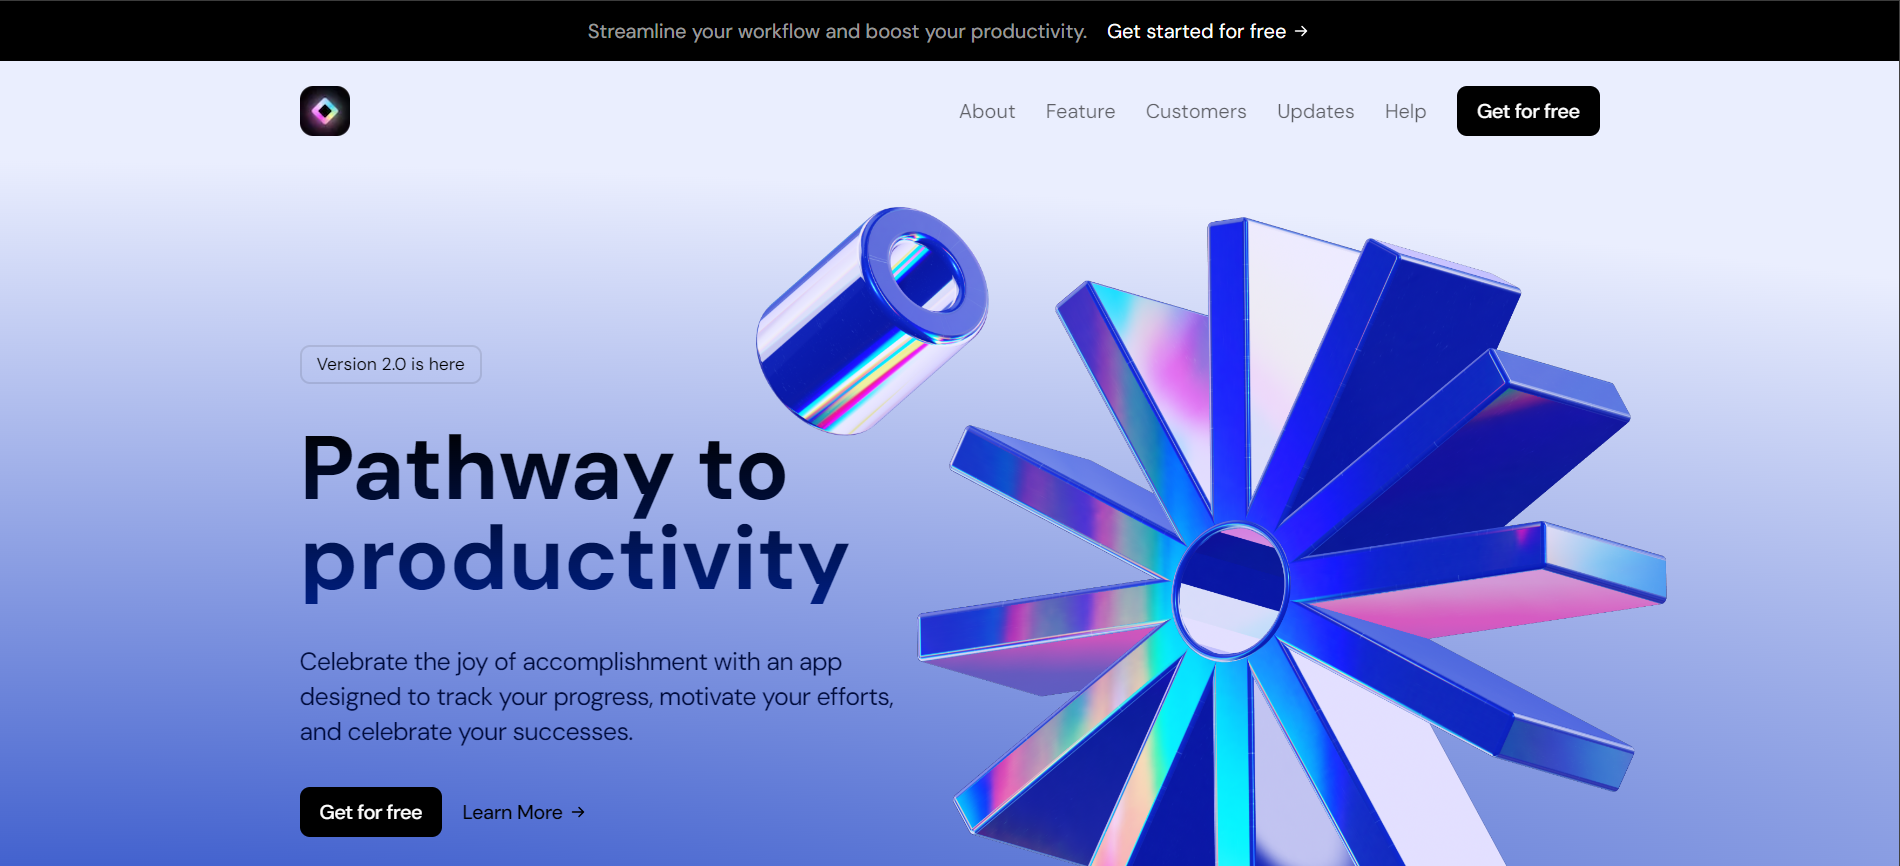 Streamline your workflow and boost your productivity. Get started for free →
About Feature Customers Updates Help Get for free
Version 2.0 is here
Pathway to
productivity
Celebrate the joy of accomplishment with an app
designed to track your progress, motivate your efforts,
and celebrate your successes.
Get for free Learn More →